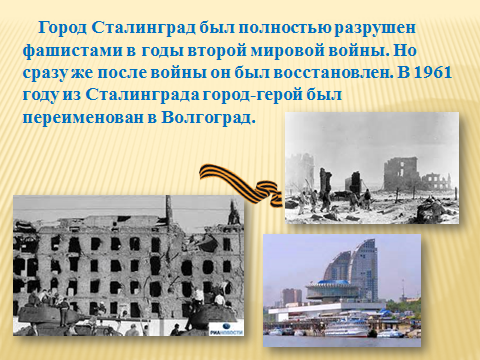 Город Сталинград был полностью разрушен
фашистами в годы второй мировой войны. Но
сразу же после войны он был восстановлен. В 1961
году из Сталинграда город-герой был
переименован в Волгоград.
РИАНОВОСТИ